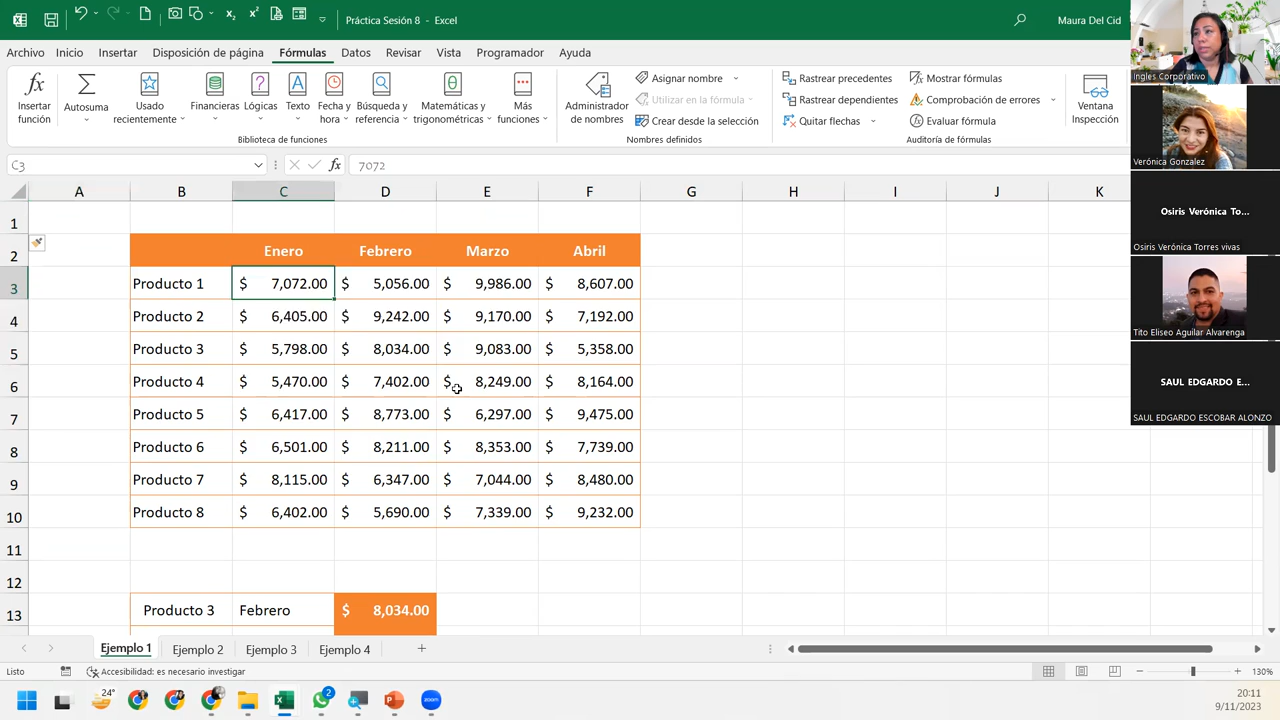 Práctica Sesión 8 - Excel
Maura Del Cid
Archivo Inicio Insertar Disposición de página Fórmulas Datos Revisar Vista Programador Ayuda
fx Σ ★ ? A θ ...
Insertar función
Autosuma
Usado recientemente
Financieras
Lógicas
Texto
Fecha y hora
Búsqueda y referencia
Matemáticas y trigonométricas
Más funciones
Biblioteca de funciones
Administrador de nombres
Asignar nombre
Utilizar en la fórmula
Crear desde la selección
Nombres definidos
Rastrear precedentes
Rastrear dependientes
Quitar flechas
Mostrar fórmulas
Comprobación de errores
Evaluar fórmula
Auditoría de fórmulas
Ventana Inspección
C3 fx 7072
A B C D E F G H I J K
1
2 Enero Febrero Marzo Abril
3 Producto 1 $ 7,072.00 $ 5,056.00 $ 9,986.00 $ 8,607.00
4 Producto 2 $ 6,405.00 $ 9,242.00 $ 9,170.00 $ 7,192.00
5 Producto 3 $ 5,798.00 $ 8,034.00 $ 9,083.00 $ 5,358.00
6 Producto 4 $ 5,470.00 $ 7,402.00 $ 8,249.00 $ 8,164.00
7 Producto 5 $ 6,417.00 $ 8,773.00 $ 6,297.00 $ 9,475.00
8 Producto 6 $ 6,501.00 $ 8,211.00 $ 8,353.00 $ 7,739.00
9 Producto 7 $ 8,115.00 $ 6,347.00 $ 7,044.00 $ 8,480.00
10 Producto 8 $ 6,402.00 $ 5,690.00 $ 7,339.00 $ 9,232.00
11
12
13 Producto 3 Febrero $ 8,034.00
Ejemplo 1 Ejemplo 2 Ejemplo 3 Ejemplo 4 +
Listo Accesibilidad: es necesario investigar 130%
24° 2 zoom 20:11
9/11/2023
Ingles Corporativo
Verónica Gonzalez
Osiris Verónica To...
Osiris Verónica Torres vivas
Tito Eliseo Aguilar Alvarenga
SAUL EDGARDO E...
SAUL EDGARDO ESCOBAR ALONZO